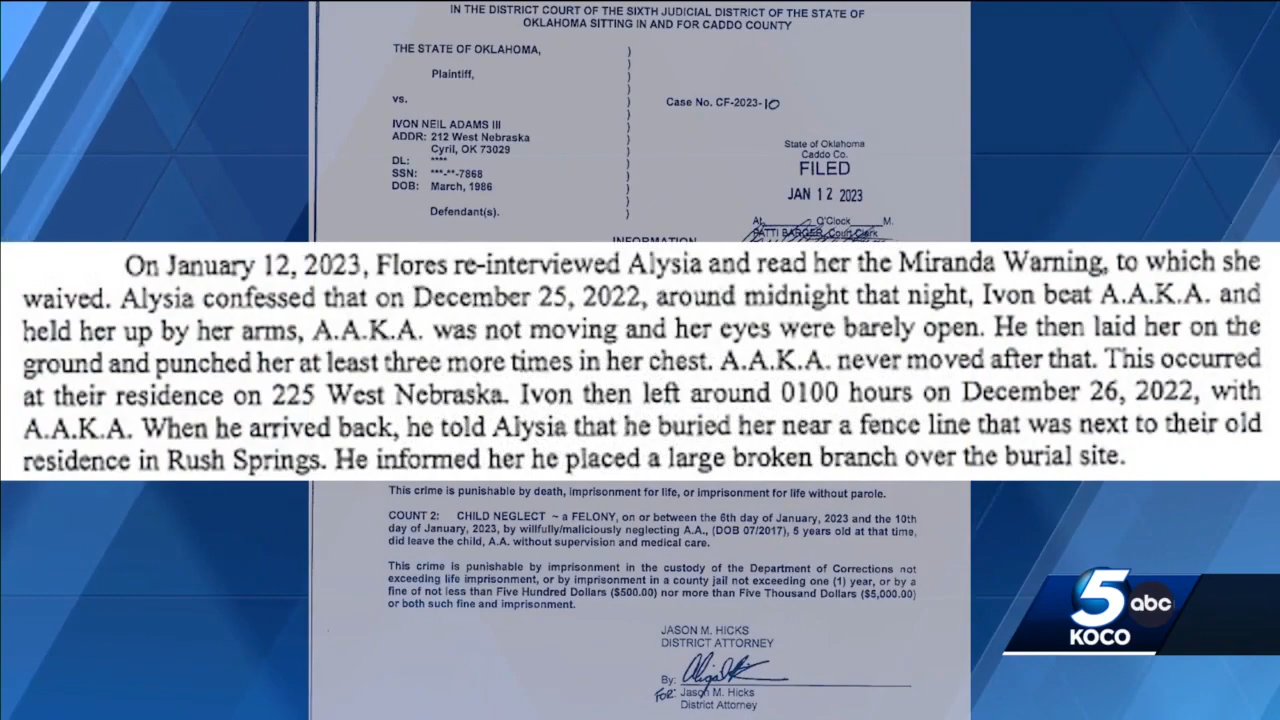 IN THE DISTRICT COURT OF THE SIXTH JUDICIAL DISTRICT OF THE STATE OF
OKLAHOMA SITTING IN AND FOR CADDO COUNTY
THE STATE OF OKLAHOMA,
Plaintiff,
vs.
Case No. CF-2023-10
IVON NEIL ADAMS III
ADDR: 212 West Nebraska
Cyril, OK 73029
DL: ****
SSN: ***-**-7868
DOB: March, 1986
Defendant(s).
State of Oklahoma
Caddo Co.
FILED
JAN 12 2023
At O'Clock M.
PATTI BARGER, Court Clerk
INFORMATION
On January 12, 2023, Flores re-interviewed Alysia and read her the Miranda Warning, to which she
waived. Alysia confessed that on December 25, 2022, around midnight that night, Ivon beat A.A.K.A. and
held her up by her arms, A.A.K.A. was not moving and her eyes were barely open. He then laid her on the
ground and punched her at least three more times in her chest. A.A.K.A. never moved after that. This occurred
at their residence on 225 West Nebraska. Ivon then left around 0100 hours on December 26, 2022, with
A.A.K.A. When he arrived back, he told Alysia that he buried her near a fence line that was next to their old
residence in Rush Springs. He informed her he placed a large broken branch over the burial site.
This crime is punishable by death, imprisonment for life, or imprisonment for life without parole.
COUNT 2: CHILD NEGLECT ~ a FELONY, on or between the 6th day of January, 2023 and the 10th
day of January, 2023, by willfully/maliciously neglecting A.A., (DOB 07/2017), 5 years old at that time,
did leave the child, A.A. without supervision and medical care.
This crime is punishable by imprisonment in the custody of the Department of Corrections not
exceeding life imprisonment, or by imprisonment in a county jail not exceeding one (1) year, or by a
fine of not less than Five Hundred Dollars ($500.00) nor more than Five Thousand Dollars ($5,000.00)
or both such fine and imprisonment.
JASON M. HICKS
DISTRICT ATTORNEY
By:
FOR: Jason M. Hicks
District Attorney
5 abc
KOCO